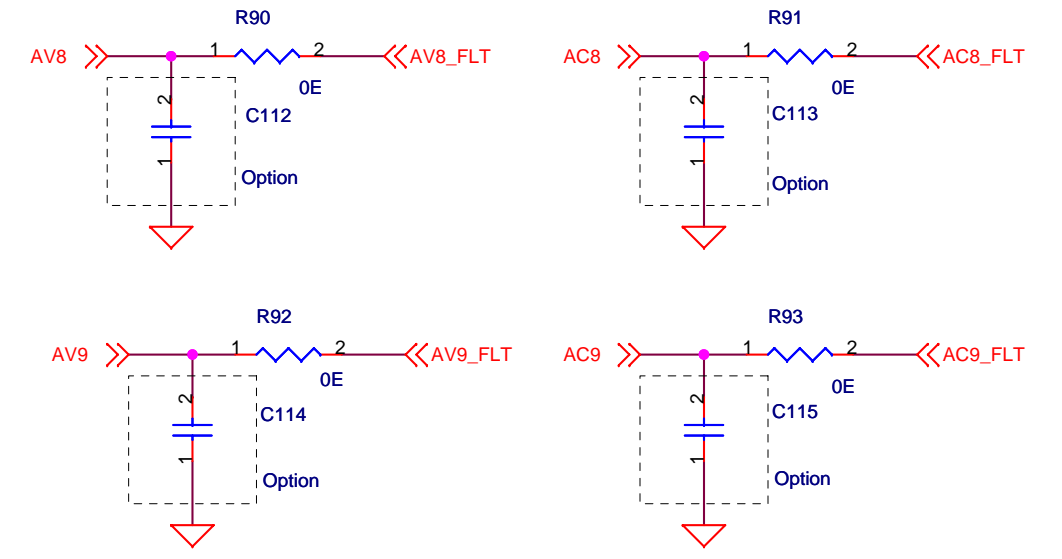 R90
AV8
1
2
AV8_FLT
0E
2
C112
1
Option
R91
AC8
1
2
AC8_FLT
0E
2
C113
1
Option
R92
AV9
1
2
AV9_FLT
0E
2
C114
1
Option
R93
AC9
1
2
AC9_FLT
0E
2
C115
1
Option